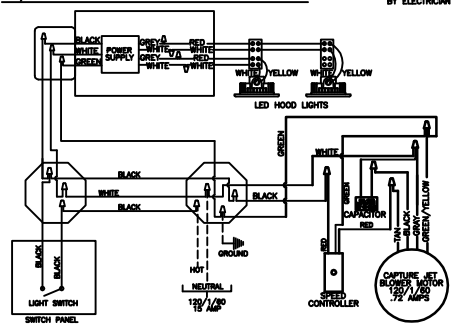 BY ELECTRICIAN
BLACK
WHITE
GREEN
POWER
SUPPLY
GREY
WHITE
GREY
WHITE
RED
WHITE
RED
WHITE
WHITE
YELLOW
WHITE
YELLOW
LED HOOD LIGHTS
GREEN
WHITE
BLACK
WHITE
BLACK
BLACK
GREEN
CAPACITOR
RED
TAN
BLACK
GRAY
GREEN/YELLOW
BLACK
BLACK
RED
HOT
GROUND
NEUTRAL
120/1/60
15 AMP
LIGHT SWITCH
SWITCH PANEL
SPEED
CONTROLLER
CAPTURE JET
BLOWER MOTOR
120/1/60
.72 AMPS